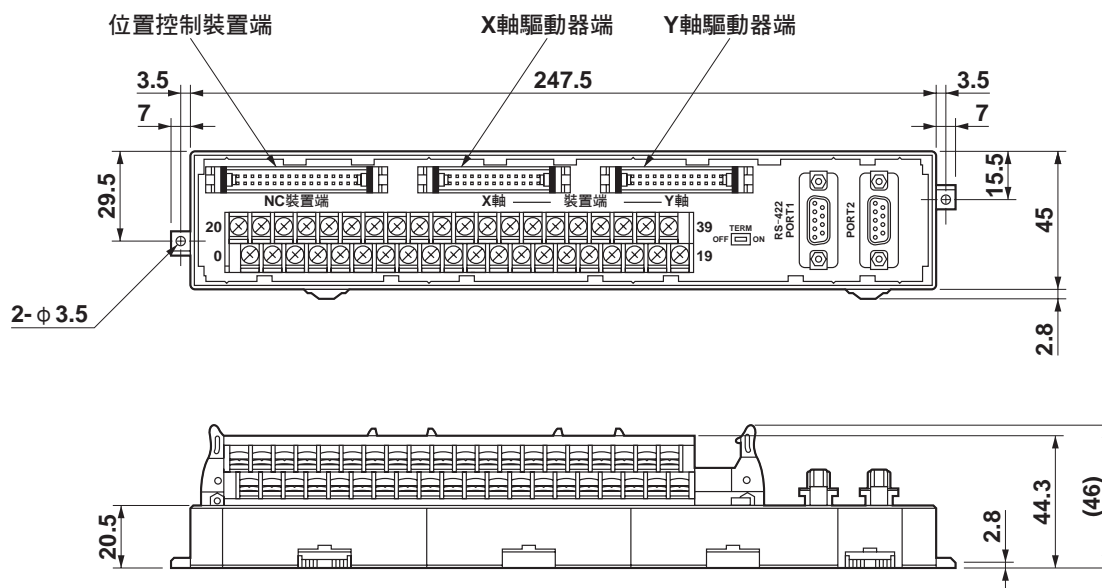 位置控制裝置端
X軸驅動器端
Y軸驅動器端
3.5
247.5
3.5
7
7
29.5
15.5
45
NC裝置端
X軸
裝置端
Y軸
20
39
TERM
OFF
ON
RS-422
PORT1
PORT2
0
19
2-φ3.5
2.8
20.5
2.8
44.3
(46)